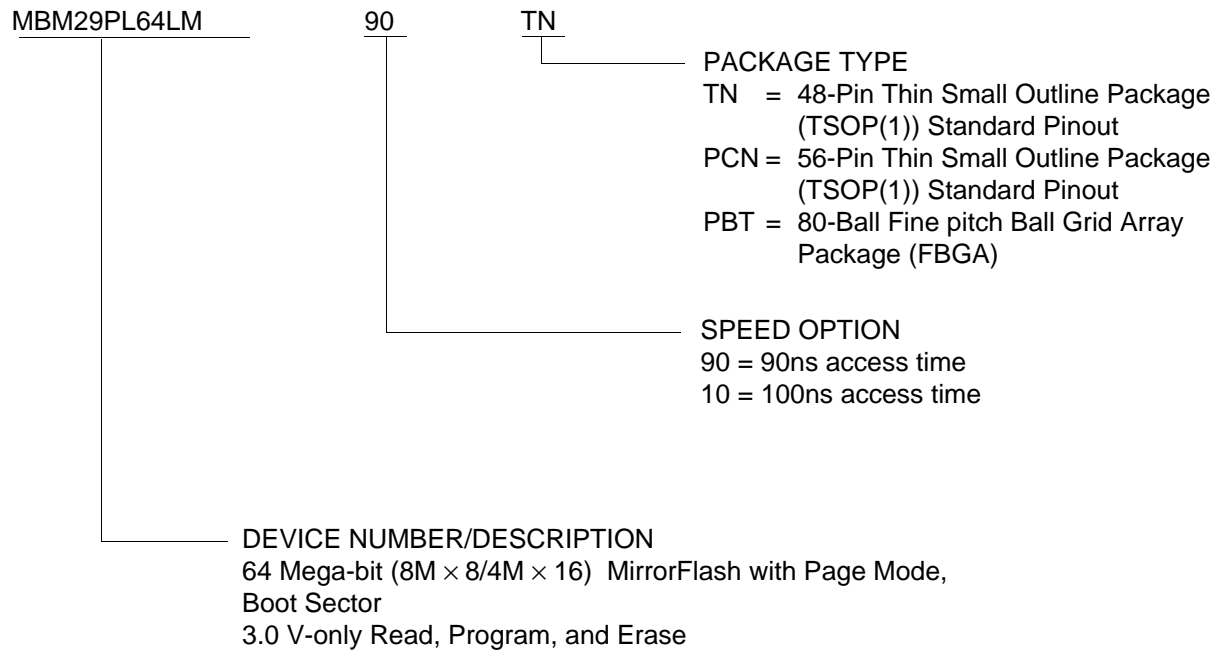 MBM29PL64LM 90 TN
PACKAGE TYPE
TN = 48-Pin Thin Small Outline Package
(TSOP(1)) Standard Pinout
PCN = 56-Pin Thin Small Outline Package
(TSOP(1)) Standard Pinout
PBT = 80-Ball Fine pitch Ball Grid Array
Package (FBGA)
SPEED OPTION
90 = 90ns access time
10 = 100ns access time
DEVICE NUMBER/DESCRIPTION
64 Mega-bit (8M × 8/4M × 16) MirrorFlash with Page Mode,
Boot Sector
3.0 V-only Read, Program, and Erase